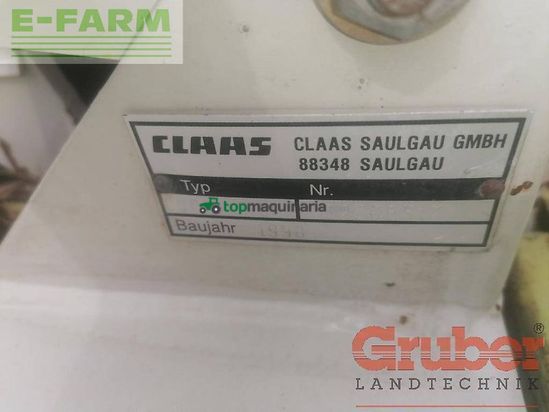 E-FARM
CLAAS CLAAS SAULGAU GMBH
88348 SAULGAU
Typ Nr.
topmaquinaria
Baujahr
Gruber ®
LANDTECHNIK